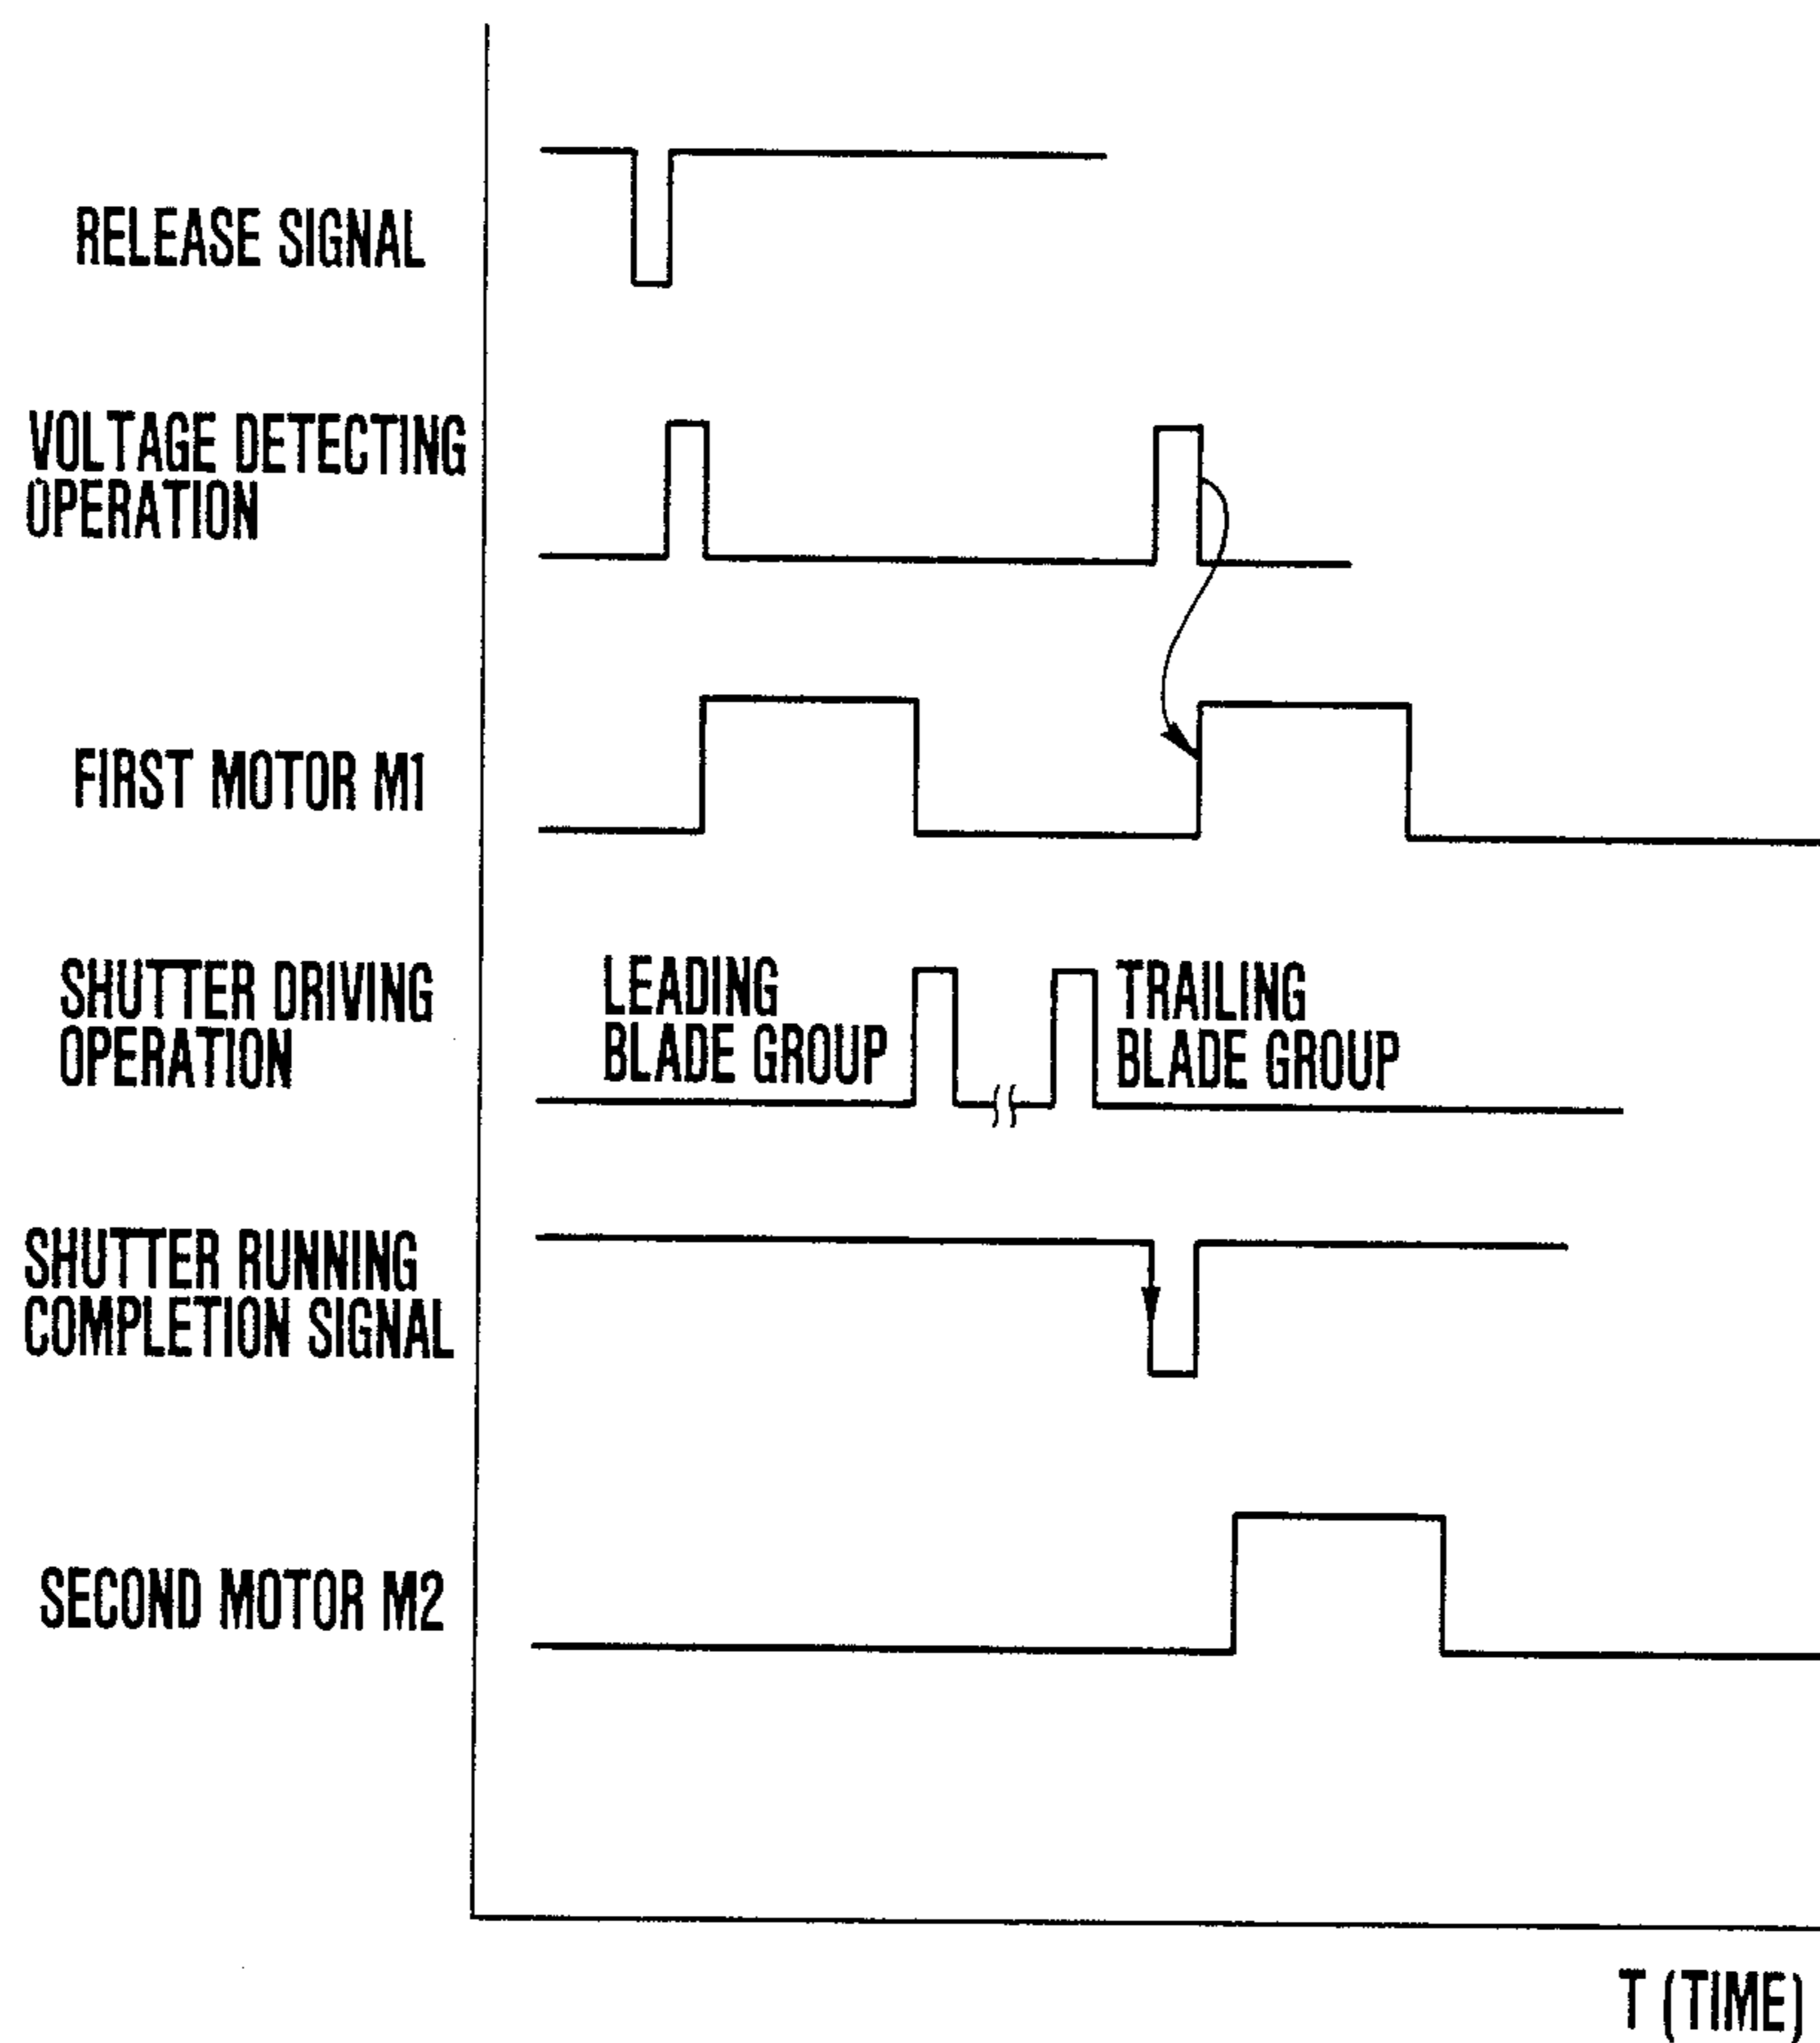 RELEASE SIGNAL
VOLTAGE DETECTING
OPERATION
FIRST MOTOR M1
SHUTTER DRIVING
OPERATION
LEADING
BLADE GROUP
TRAILING
BLADE GROUP
SHUTTER RUNNING
COMPLETION SIGNAL
SECOND MOTOR M2
T (TIME)